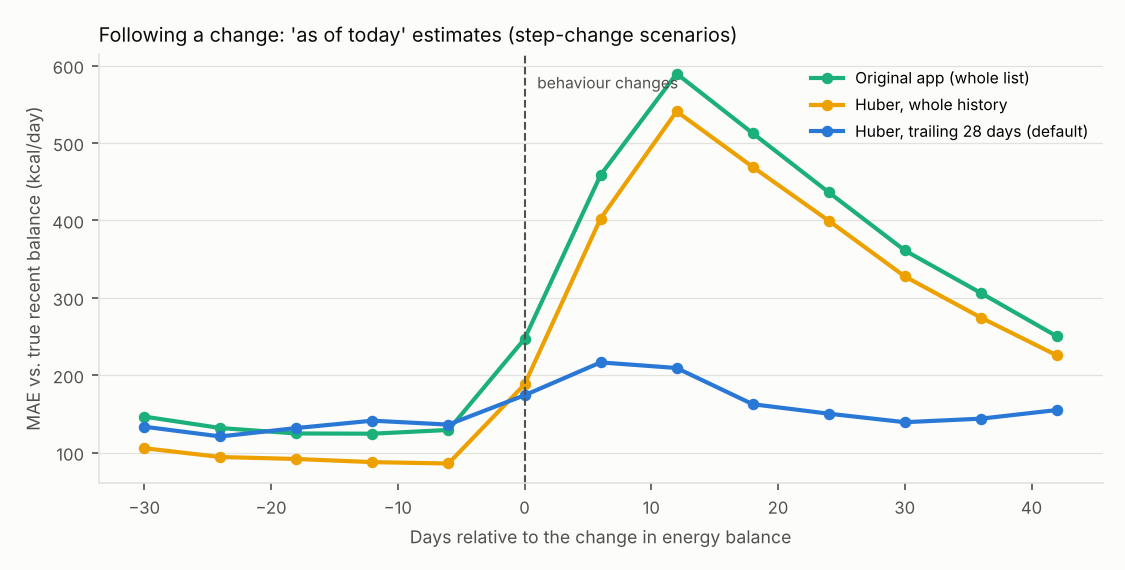 Following a change: 'as of today' estimates (step-change scenarios)
MAE vs. true recent balance (kcal/day)
600
500
400
300
200
100
behaviour changes
Original app (whole list)
Huber, whole history
Huber, trailing 28 days (default)
−30 −20 −10 0 10 20 30 40
Days relative to the change in energy balance